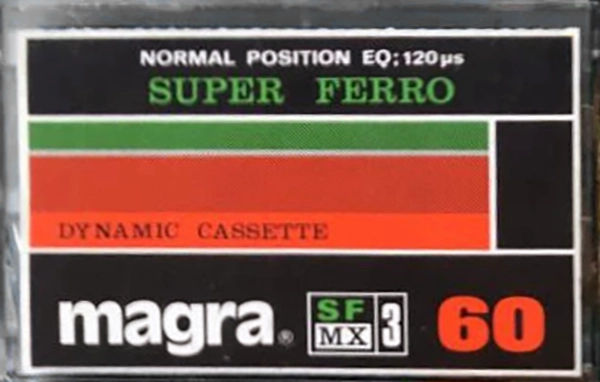 NORMAL POSITION EQ:120µs
SUPER FERRO
DYNAMIC CASSETTE
magra® SF MX 3 60